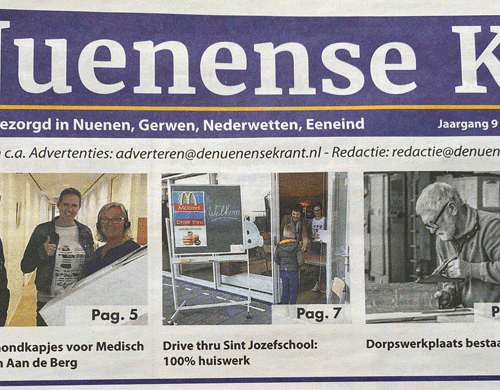 Nuenense K
ezorgd in Nuenen, Gerwen, Nederwetten, Eeneind
Jaargang 9
c.a. Advertenties: adverteren@denuenensekrant.nl - Redactie: redactie@denuen
Welkom
Drive thru
Pag. 5
Pag. 7
P
ondkapjes voor Medisch
n Aan de Berg
Drive thru Sint Jozefschool:
100% huiswerk
Dorpswerkplaats bestaa